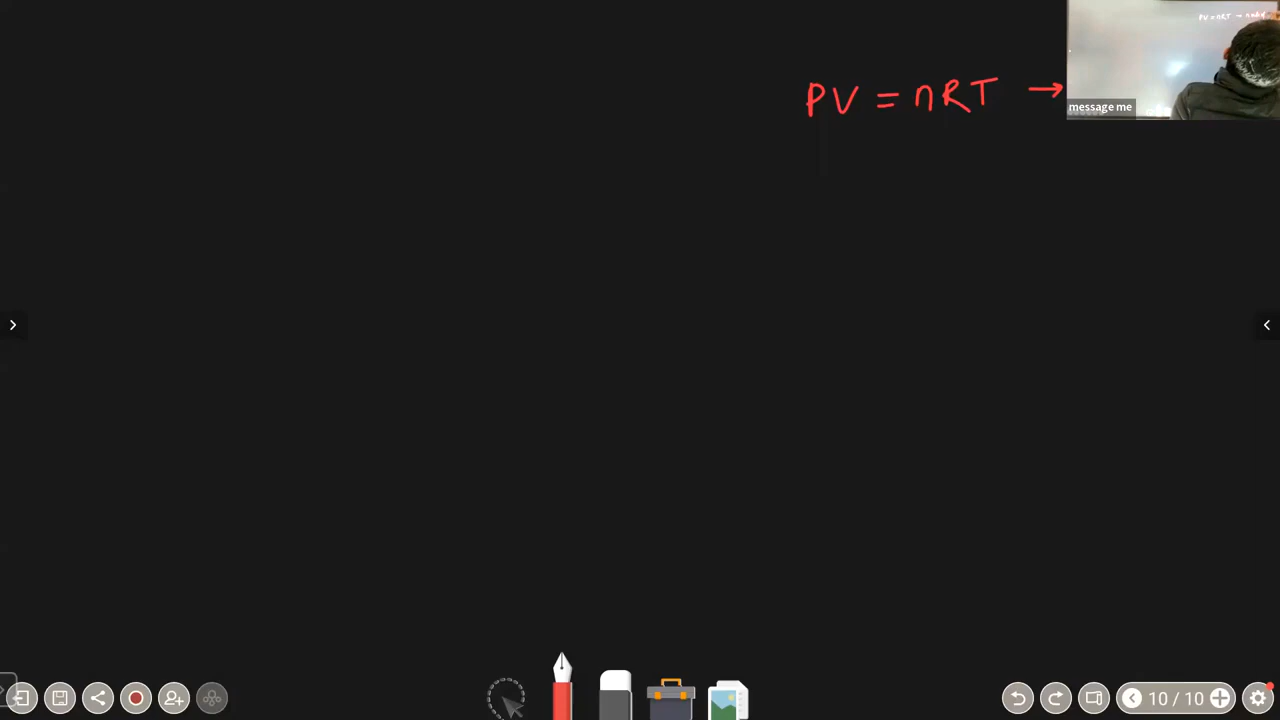 PV = nRT →
message me
10 / 10